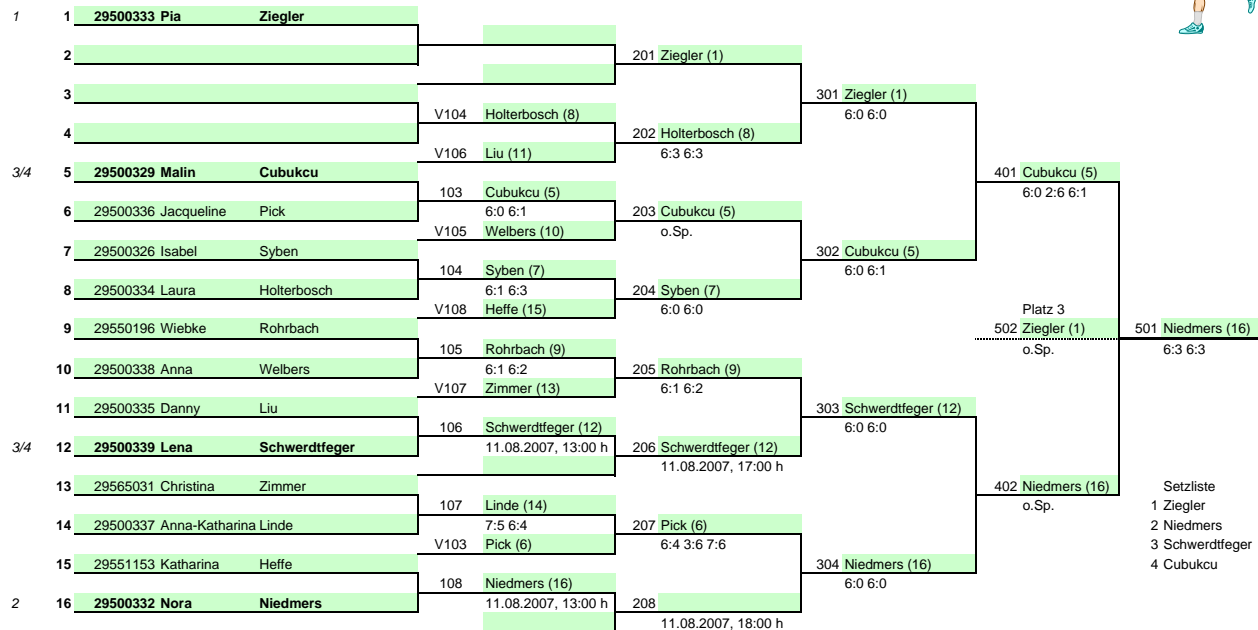 1 1 29500333 Pia Ziegler
2 201 Ziegler (1)
3 301 Ziegler (1)
V104 Holterbosch (8) 6:0 6:0
4 202 Holterbosch (8)
V106 Liu (11) 6:3 6:3
3/4 5 29500329 Malin Cubukcu 401 Cubukcu (5)
103 Cubukcu (5) 6:0 2:6 6:1
6 29500336 Jacqueline Pick 6:0 6:1 203 Cubukcu (5)
V105 Welbers (10) o.Sp.
7 29500326 Isabel Syben 302 Cubukcu (5)
104 Syben (7) 6:0 6:1
8 29500334 Laura Holterbosch 6:1 6:3 204 Syben (7)
V108 Heffe (15) 6:0 6:0 Platz 3
9 29550196 Wiebke Rohrbach 502 Ziegler (1) 501 Niedmers (16)
105 Rohrbach (9) o.Sp. 6:3 6:3
10 29500338 Anna Welbers 6:1 6:2 205 Rohrbach (9)
V107 Zimmer (13) 6:1 6:2
11 29500335 Danny Liu 303 Schwerdtfeger (12)
106 Schwerdtfeger (12) 6:0 6:0
3/4 12 29500339 Lena Schwerdtfeger 11.08.2007, 13:00 h 206 Schwerdtfeger (12)
11.08.2007, 17:00 h
13 29565031 Christina Zimmer 402 Niedmers (16) Setzliste
107 Linde (14) o.Sp. 1 Ziegler
14 29500337 Anna-Katharina Linde 7:5 6:4 207 Pick (6) 2 Niedmers
V103 Pick (6) 6:4 3:6 7:6 3 Schwerdtfeger
15 29551153 Katharina Heffe 304 Niedmers (16) 4 Cubukcu
108 Niedmers (16) 6:0 6:0
2 16 29500332 Nora Niedmers 11.08.2007, 13:00 h 208
11.08.2007, 18:00 h